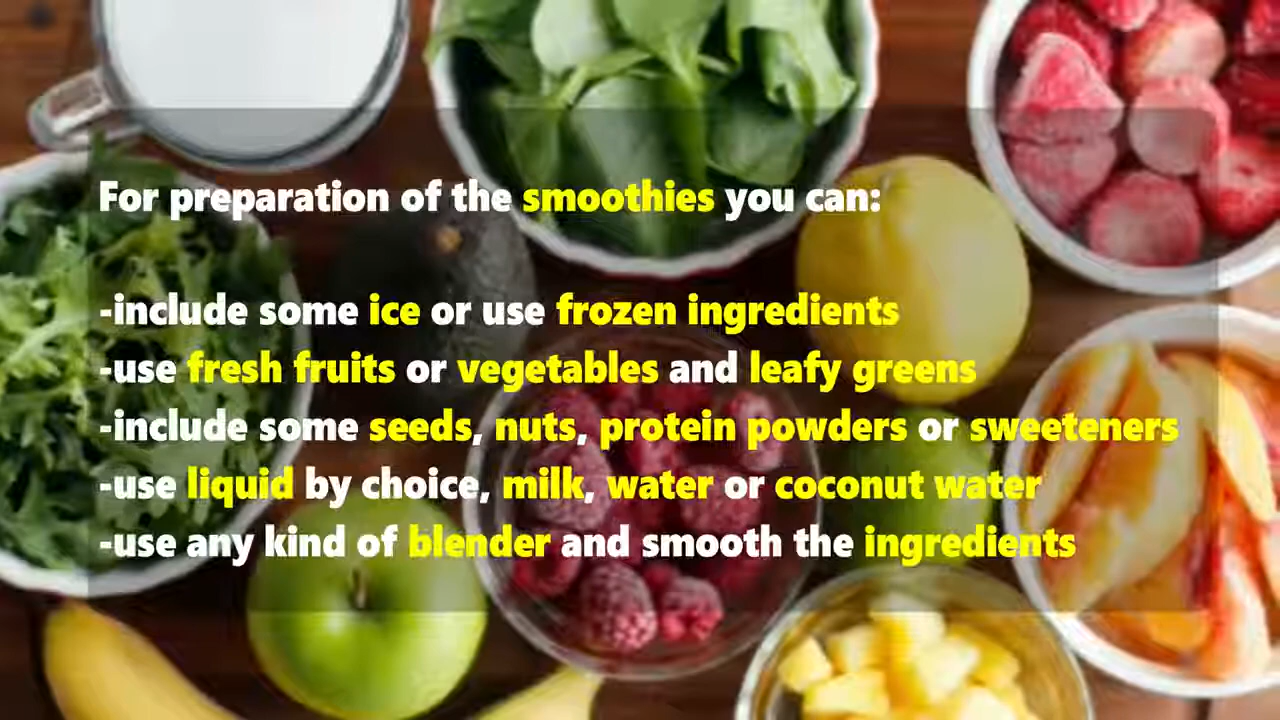 For preparation of the smoothies you can:
-include some ice or use frozen ingredients
-use fresh fruits or vegetables and leafy greens
-include some seeds, nuts, protein powders or sweeteners
-use liquid by choice, milk, water or coconut water
-use any kind of blender and smooth the ingredients